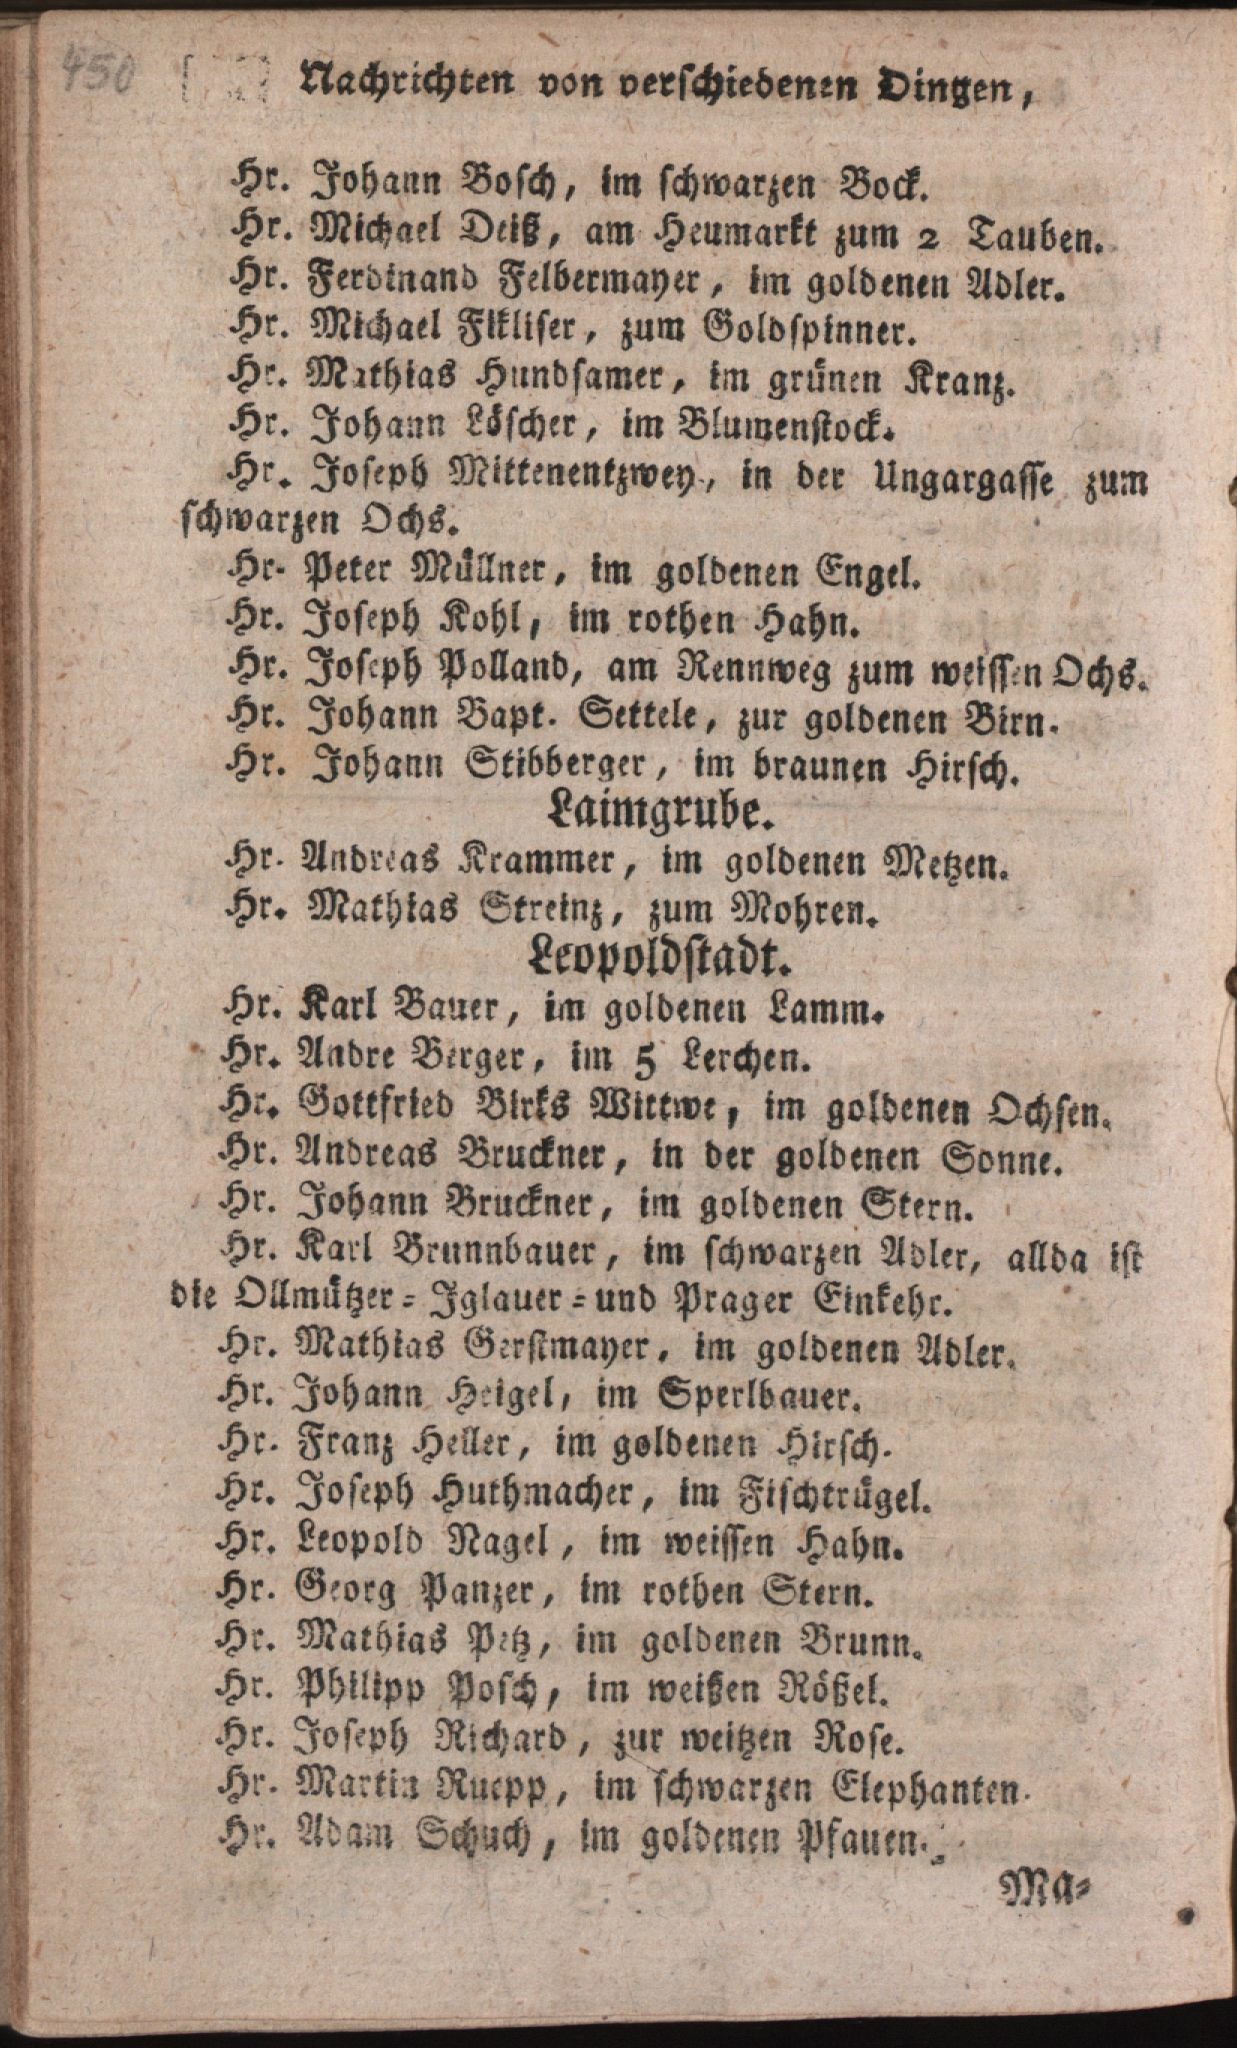 450 Nachrichten von verschiedenen Dingen,
Hr. Johann Bosch, im schwarzen Bock.
Hr. Michael Deiß, am Heumarkt zum 2 Tauben.
Hr. Ferdinand Felbermayer, im goldenen Adler.
Hr. Michael Fikliser, zum Goldspinner.
Hr. Mathias Hundsamer, im grünen Kranz.
Hr. Johann Löscher, im Blumenstock.
Hr. Joseph Mittenentzwey, in der Ungargasse zum
schwarzen Ochs.
Hr. Peter Müllner, im goldenen Engel.
Hr. Joseph Kohl, im rothen Hahn.
Hr. Joseph Polland, am Rennweg zum weissen Ochs.
Hr. Johann Bapt. Settele, zur goldenen Birn.
Hr. Johann Stibberger, im braunen Hirsch.
Laimgrube.
Hr. Andreas Krammer, im goldenen Metzen.
Hr. Mathias Streinz, zum Mohren.
Leopoldstadt.
Hr. Karl Bauer, im goldenen Lamm.
Hr. Andre Berger, im 5 Lerchen.
Hr. Gottfried Birks Wittwe, im goldenen Ochsen.
Hr. Andreas Bruckner, in der goldenen Sonne.
Hr. Johann Bruckner, im goldenen Stern.
Hr. Karl Brunnbauer, im schwarzen Adler, allda ist
die Ollmützer-Iglauer-und Prager Einkehr.
Hr. Mathias Gerstmayer, im goldenen Adler.
Hr. Johann Heigel, im Sperlbauer.
Hr. Franz Heller, im goldenen Hirsch.
Hr. Joseph Huthmacher, im Fischtrügel.
Hr. Leopold Nagel, im weissen Hahn.
Hr. Georg Panzer, im rothen Stern.
Hr. Mathias Petz, im goldenen Brunn.
Hr. Philipp Posch, im weißen Rößel.
Hr. Joseph Richard, zur weitzen Rose.
Hr. Martin Ruepp, im schwarzen Elephanten.
Hr. Adam Schuch, im goldenen Pfauen.
Ma-